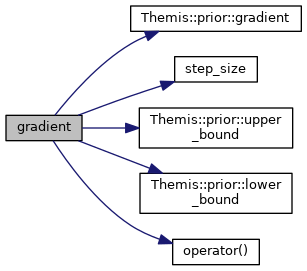 Themis::prior::gradient
step_size
gradient
Themis::prior::upper
_bound
Themis::prior::lower
_bound
operator()